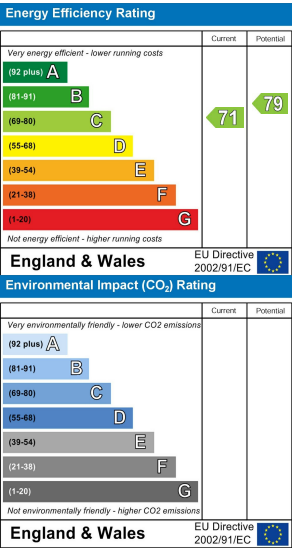 Energy Efficiency Rating
Current Potential
Very energy efficient - lower running costs
(92 plus) A
(81-91) B
(69-80) C
(55-68) D
(39-54) E
(21-38) F
(1-20) G
71
79
Not energy efficient - higher running costs
England & Wales
EU Directive
2002/91/EC
Environmental Impact (CO₂) Rating
Current Potential
Very environmentally friendly - lower CO2 emissions
(92 plus) A
(81-91) B
(69-80) C
(55-68) D
(39-54) E
(21-38) F
(1-20) G
Not environmentally friendly - higher CO2 emissions
England & Wales
EU Directive
2002/91/EC